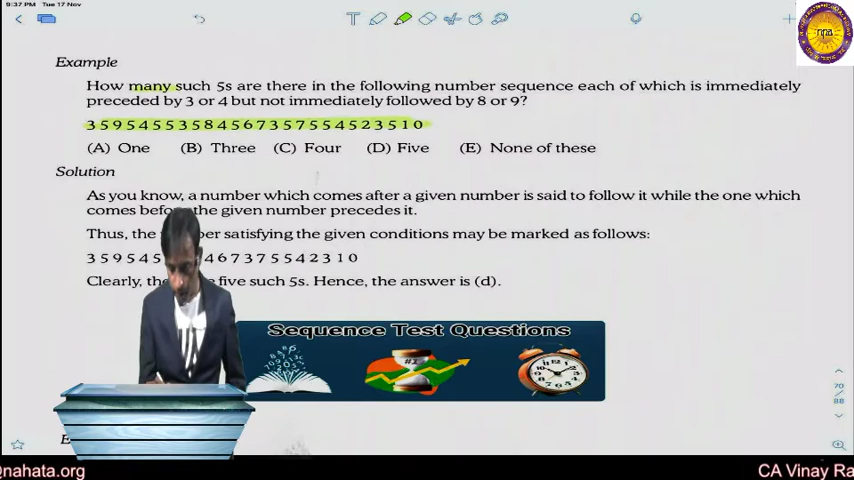 9:37 PM Tue 17 Nov
Example
How many such 5s are there in the following number sequence each of which is immediately
preceded by 3 or 4 but not immediately followed by 8 or 9?
3 5 9 5 4 5 5 3 5 8 4 5 6 7 3 5 7 5 5 4 5 2 3 5 1 0
(A) One (B) Three (C) Four (D) Five (E) None of these
Solution
As you know, a number which comes after a given number is said to follow it while the one which
comes before the given number precedes it.
Thus, the satisfying the given conditions may be marked as follows:
3 5 9 5 4 5 4 6 7 3 7 5 5 4 2 3 1 0
Clearly, five such 5s. Hence, the answer is (d).
Sequence Test Questions
#1
70
88
nahata.org
CA Vinay Ra